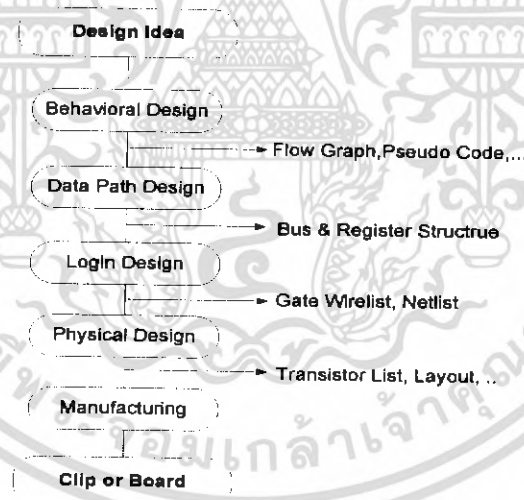 Design Idea
Behavioral Design
Flow Graph,Pseudo Code,...
Data Path Design
Bus & Register Structrue
Login Design
Gate Wirelist, Netlist
Physical Design
Transistor List, Layout, ..
Manufacturing
Clip or Board